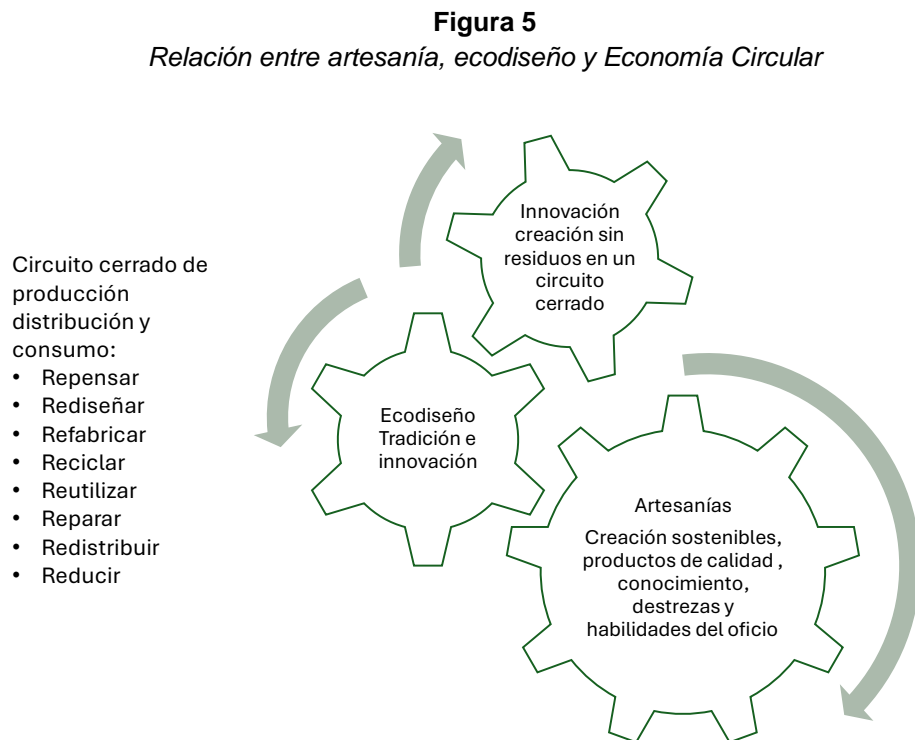 Figura 5
Relación entre artesanía, ecodiseño y Economía Circular
Innovación
creación sin
residuos en un
circuito
cerrado
Circuito cerrado de
producción
distribución y
consumo:
• Repensar
• Rediseñar
• Refabricar
• Reciclar
• Reutilizar
• Reparar
• Redistribuir
• Reducir
Ecodiseño
Tradición e
innovación
Artesanías
Creación sostenibles,
productos de calidad ,
conocimiento,
destrezas y
habilidades del oficio